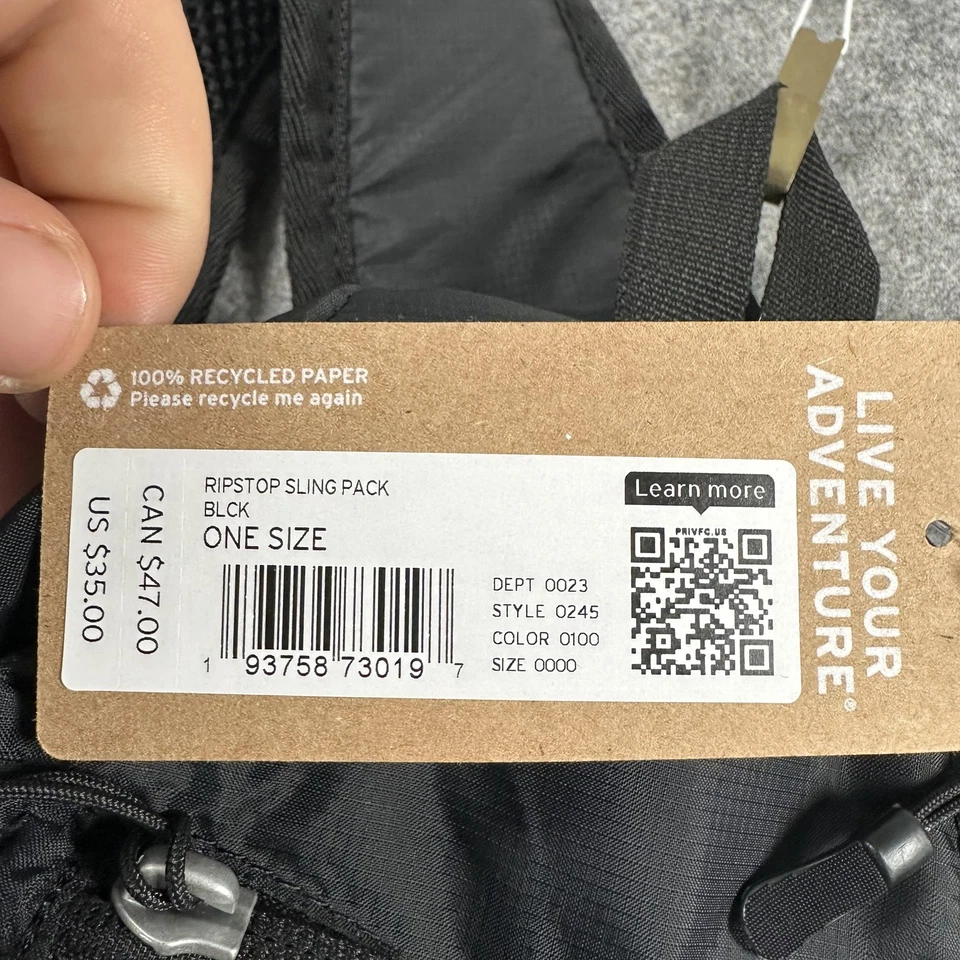 100% RECYCLED PAPER
Please recycle me again
US $35.00
CAN $47.00
RIPSTOP SLING PACK
BLCK
ONE SIZE
1 93758 73019 7
DEPT 0023
STYLE 0245
COLOR 0100
SIZE 0000
Learn more
PRIVFC.US
LIVE YOUR
ADVENTURE®